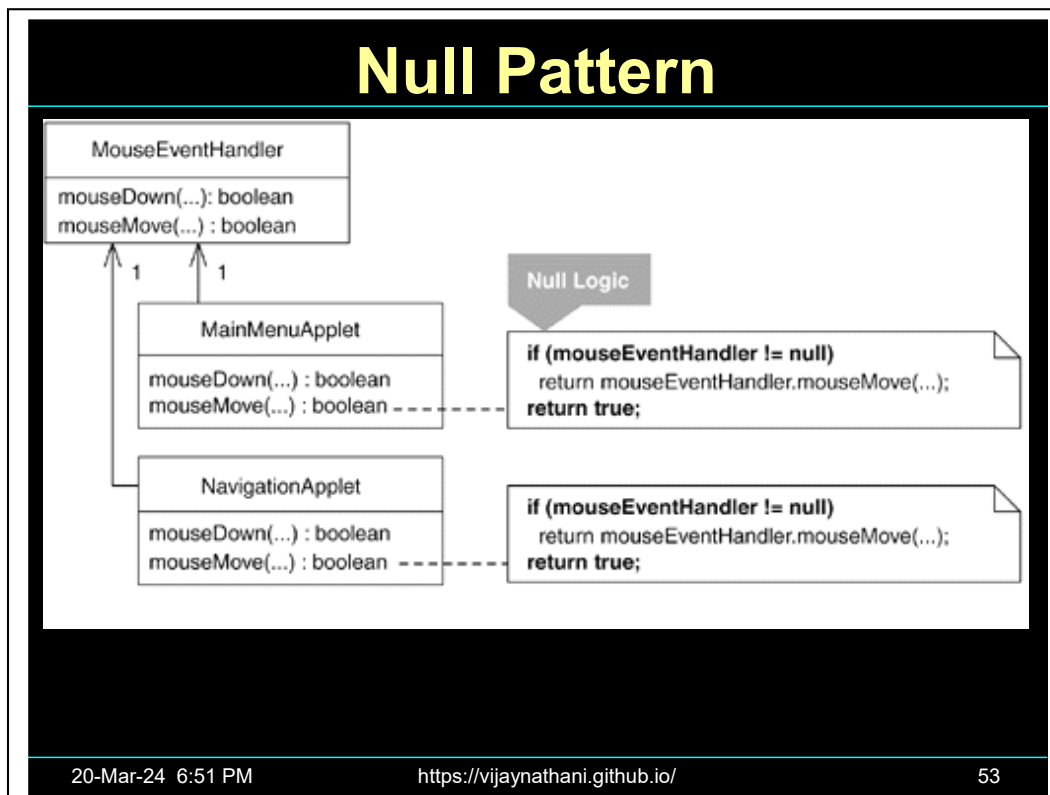 Null Pattern
MouseEventHandler
mouseDown(...): boolean
mouseMove(...) : boolean
1
1
Null Logic
MainMenuApplet
mouseDown(...) : boolean
mouseMove(...) : boolean
if (mouseEventHandler != null)
return mouseEventHandler.mouseMove(...);
return true;
NavigationApplet
mouseDown(...) : boolean
mouseMove(...) : boolean
if (mouseEventHandler != null)
return mouseEventHandler.mouseMove(...);
return true;
20-Mar-24 6:51 PM
https://vijaynathani.github.io/
53